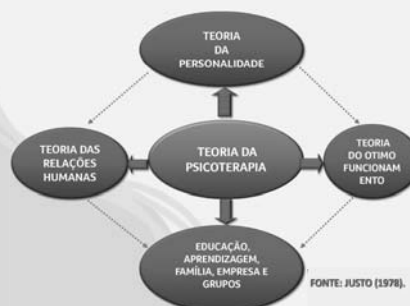 TEORIA
DA
PERSONALIDADE
TEORIA DAS
RELAÇÕES
HUMANAS
TEORIA DA
PSICOTERAPIA
TEORIA
DO OTIMO
FUNCIONAM
ENTO
EDUCAÇÃO,
APRENDIZAGEM,
FAMÍLIA, EMPRESA E
GRUPOS
FONTE: JUSTO (1978).